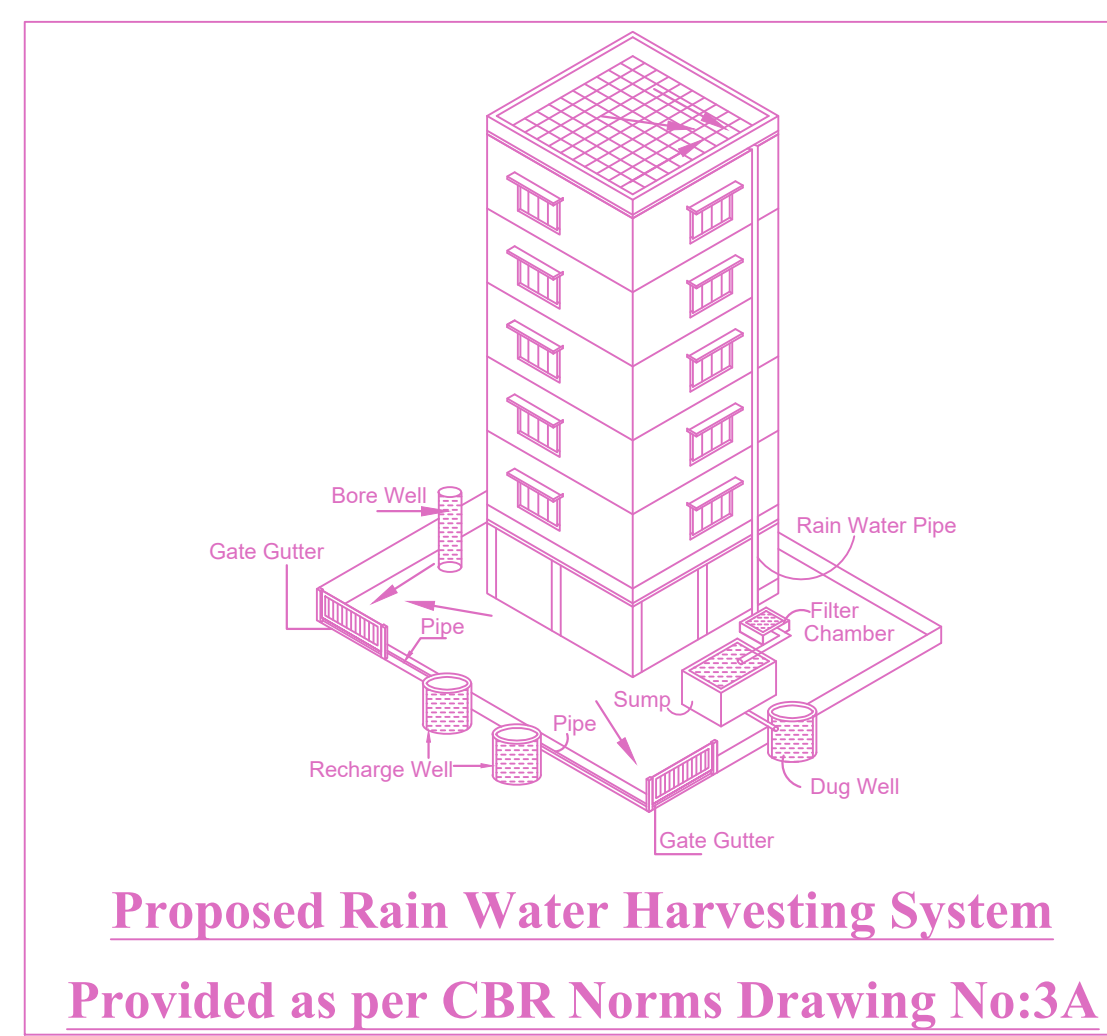 Bore Well
Rain Water Pipe
Gate Gutter
Filter
Chamber
Pipe
Sump
Pipe
Recharge Well
Dug Well
Gate Gutter
Proposed Rain Water Harvesting System
Provided as per CBR Norms Drawing No:3A